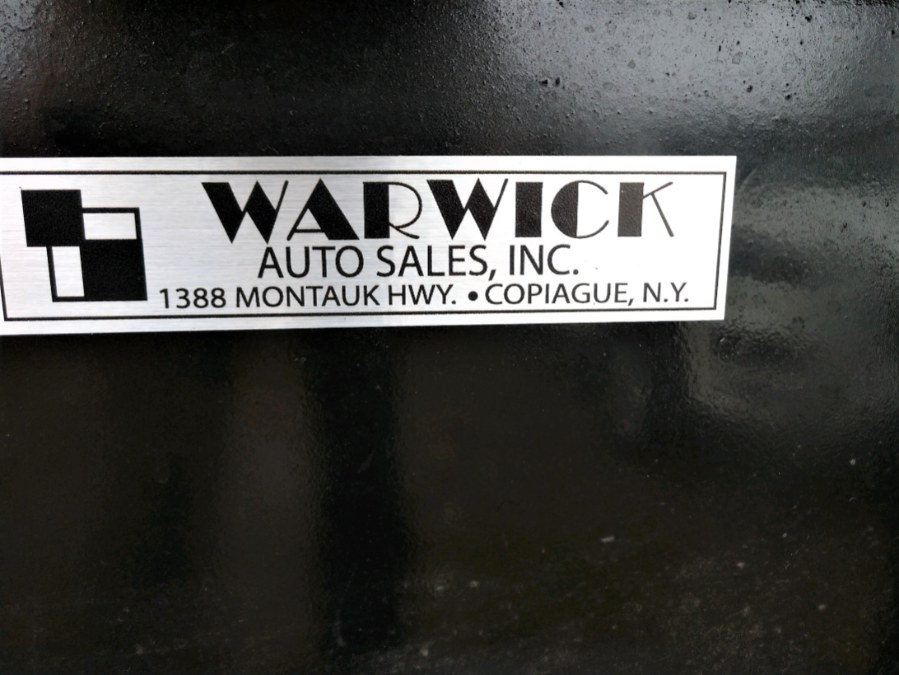 WARWICK
AUTO SALES, INC.
1388 MONTAUK HWY. • COPIAGUE, N.Y.